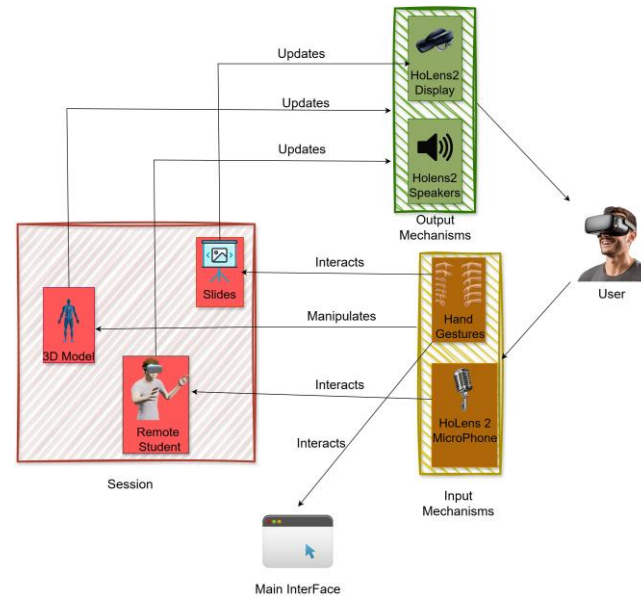 Updates
HoLens2
Display
Updates
Updates
Holens2
Speakers
Output
Mechanisms
Interacts
Slides
Hand
Gestures
User
Manipulates
3D Model
Interacts
HoLens 2
MicroPhone
Remote
Student
Interacts
Session
Input
Mechanisms
Main InterFace